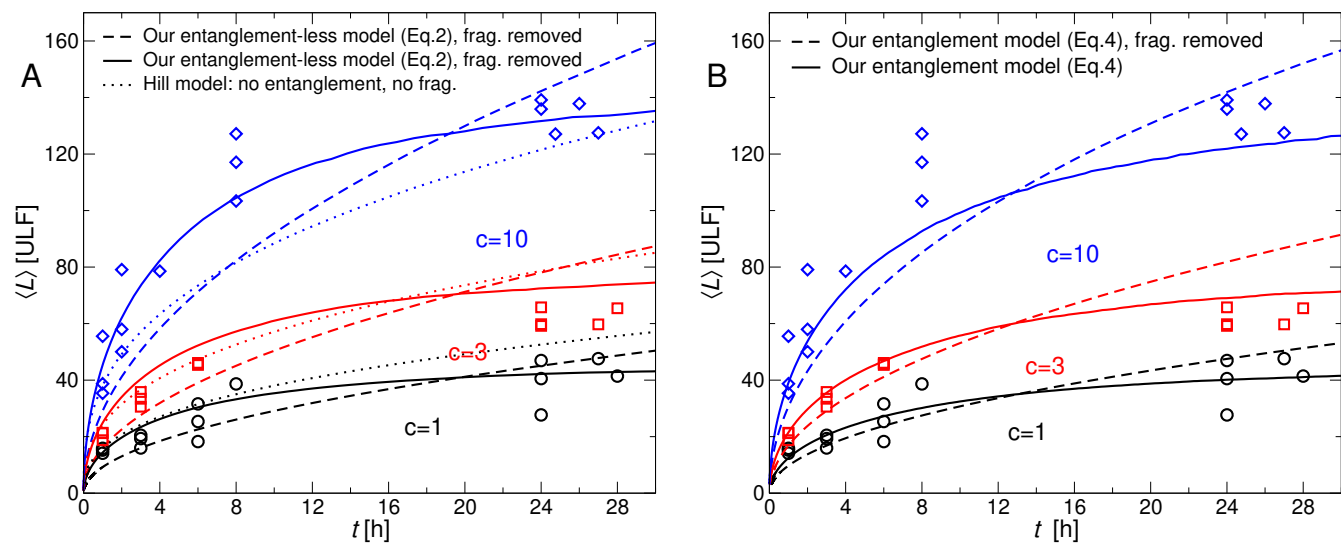 A
Our entanglement-less model (Eq.2), frag. removed
Our entanglement-less model (Eq.2), frag. removed
Hill model: no entanglement, no frag.
160
120
80
40
0
⟨L⟩ [ULF]
c=10
c=3
c=1
0 4 8 12 16 20 24 28
t [h]
B
Our entanglement model (Eq.4), frag. removed
Our entanglement model (Eq.4)
160
120
80
40
0
⟨L⟩ [ULF]
c=10
c=3
c=1
0 4 8 12 16 20 24 28
t [h]